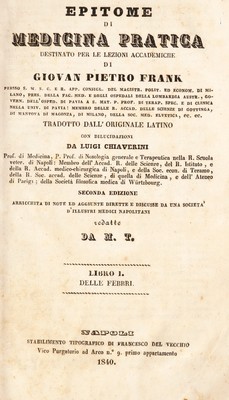 EPITOME
DI
MEDICINA PRATICA
DESTINATO PER LE LEZIONI ACCADEMICHE
DI
GIOVAN PIETRO FRANK
PRESSO S. M. S. C. E R. APP. CONSIGL. DEL MAGISTR. POLIT. ED ECONOM. DI MI-
LANO, PRES. DELLA FAC. MED. E DEGLI OSPEDALI DELLA LOMBARDIA AUSTR., GO-
VERN. DELL'OSPED. DI PAVIA A S. MAT. P. PROF. DI TERAP. SPEC. E DI CLINICA
NELLA UNIV. DI PAVIA; MEMBRO DELLE R. ACCAD. DELLE SCIENZE DI GOTTINGA,
DI MANTOVA DI MAGONZA, DI MILANO, DELLA SOC. MED. ELVETICA, EC. EC.
TRADOTTO DALL'ORIGINALE LATINO
CON DELUCIDAZIONI
DA LUIGI CHIAVERINI
Prof. di Medicina, P. Prof. di Nosologia generale e Terapeutica nella R. Scuola
veter. di Napoli: Membro dell'Accad. R. delle Scienze, del R. Istituto, e
della R. Accad. medico-chirurgica di Napoli, e della Soc. econ. di Teramo,
della R. Soc. accad. delle Scienze, di quella di Medicina, e dell'Ateneo
di Parigi; della Società filosofica medica di Würtzbourg.
SECONDA EDIZIONE
ARRICCHITA DI NOTE ED AGGIUNTE DIRETTE E DISCUSSE DA UNA SOCIETA'
D'ILLUSTRI MEDICI NAPOLITANI
redatte
DA M. T.
LIBRO I.
DELLE FEBBRI.
NAPOLI
STABILIMENTO TIPOGRAFICO DI FRANCESCO DEL VECCHIO
Vico Purgatorio ad Arco n.° 9. primo appartamento
1840.